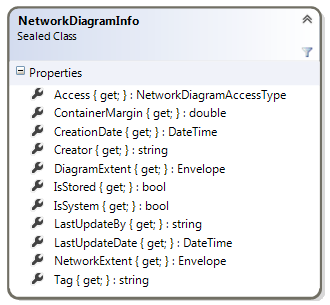 NetworkDiagramInfo
Sealed Class
Properties
Access { get; } : NetworkDiagramAccessType
ContainerMargin { get; } : double
CreationDate { get; } : DateTime
Creator { get; } : string
DiagramExtent { get; } : Envelope
IsStored { get; } : bool
IsSystem { get; } : bool
LastUpdateBy { get; } : string
LastUpdateDate { get; } : DateTime
NetworkExtent { get; } : Envelope
Tag { get; } : string